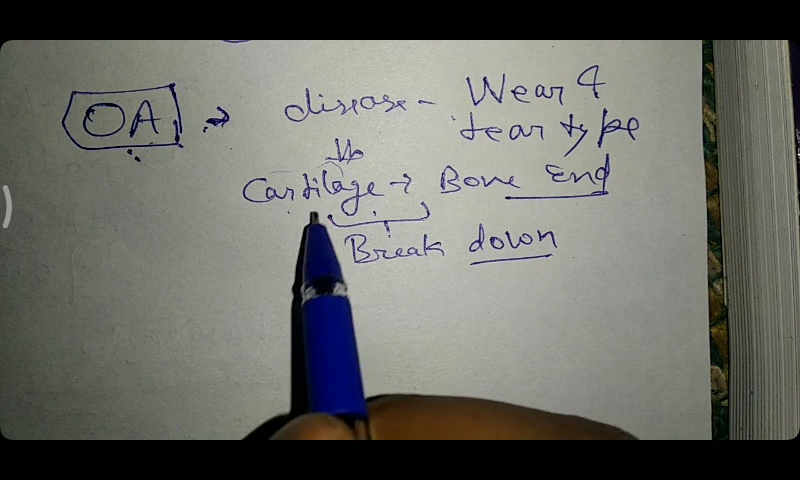 OA → disease - Wear &
tear type
Cartilage → Bone End
Break down